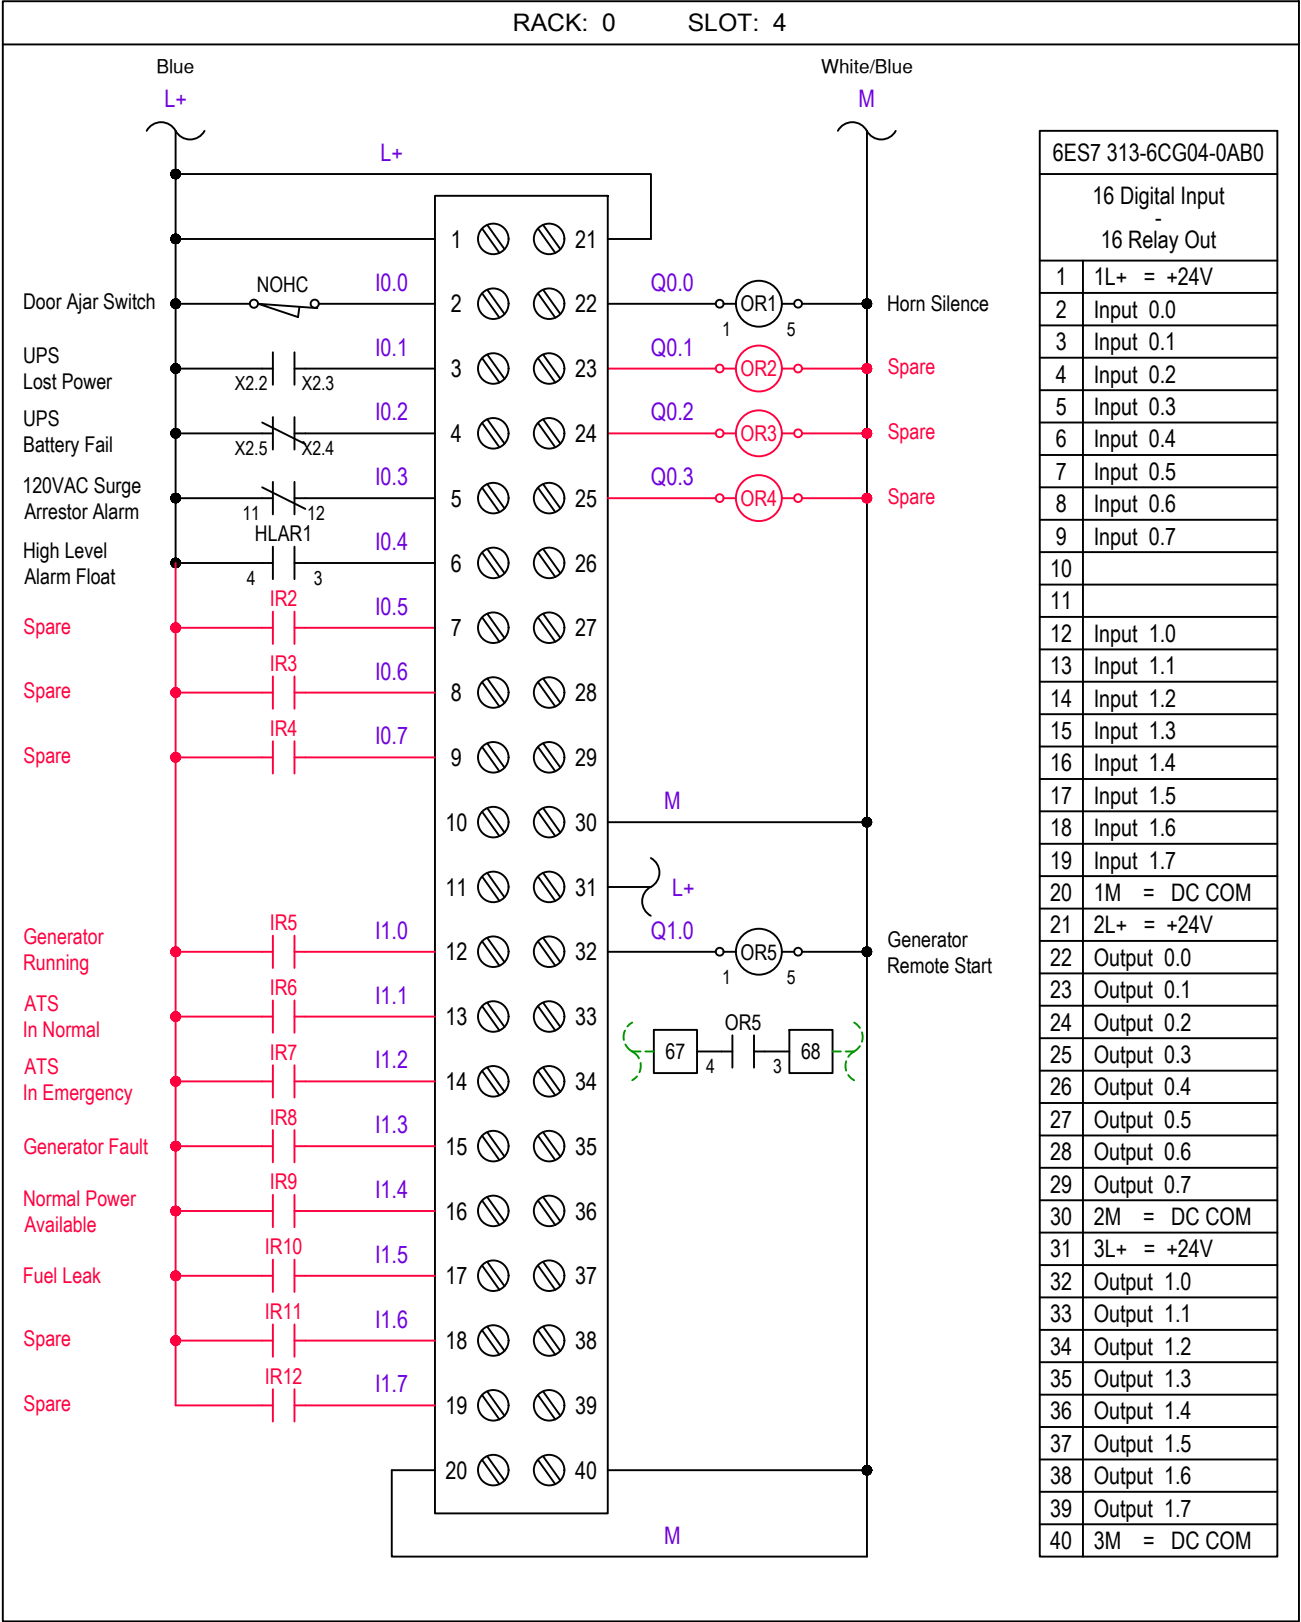 RACK: 0 SLOT: 4
Blue
L+
White/Blue
M
L+
1 21
Door Ajar Switch NOHC I0.0 2 22 Q0.0 OR1 1 5 Horn Silence
UPS
Lost Power X2.2 X2.3 I0.1 3 23 Q0.1 OR2 Spare
UPS
Battery Fail X2.5 X2.4 I0.2 4 24 Q0.2 OR3 Spare
120VAC Surge
Arrestor Alarm 11 12 I0.3 5 25 Q0.3 OR4 Spare
High Level
Alarm Float HLAR1 4 3 I0.4 6 26
Spare IR2 I0.5 7 27
Spare IR3 I0.6 8 28
Spare IR4 I0.7 9 29
10 30 M
11 31 L+
Generator
Running IR5 I1.0 12 32 Q1.0 OR5 1 5
Generator
Remote Start
ATS
In Normal IR6 I1.1 13 33
OR5
67 4 3 68
ATS
In Emergency IR7 I1.2 14 34
Generator Fault IR8 I1.3 15 35
Normal Power
Available IR9 I1.4 16 36
Fuel Leak IR10 I1.5 17 37
Spare IR11 I1.6 18 38
Spare IR12 I1.7 19 39
20 40
M
6ES7 313-6CG04-0AB0
16 Digital Input
-
16 Relay Out
1 1L+ = +24V
2 Input 0.0
3 Input 0.1
4 Input 0.2
5 Input 0.3
6 Input 0.4
7 Input 0.5
8 Input 0.6
9 Input 0.7
10
11
12 Input 1.0
13 Input 1.1
14 Input 1.2
15 Input 1.3
16 Input 1.4
17 Input 1.5
18 Input 1.6
19 Input 1.7
20 1M = DC COM
21 2L+ = +24V
22 Output 0.0
23 Output 0.1
24 Output 0.2
25 Output 0.3
26 Output 0.4
27 Output 0.5
28 Output 0.6
29 Output 0.7
30 2M = DC COM
31 3L+ = +24V
32 Output 1.0
33 Output 1.1
34 Output 1.2
35 Output 1.3
36 Output 1.4
37 Output 1.5
38 Output 1.6
39 Output 1.7
40 3M = DC COM